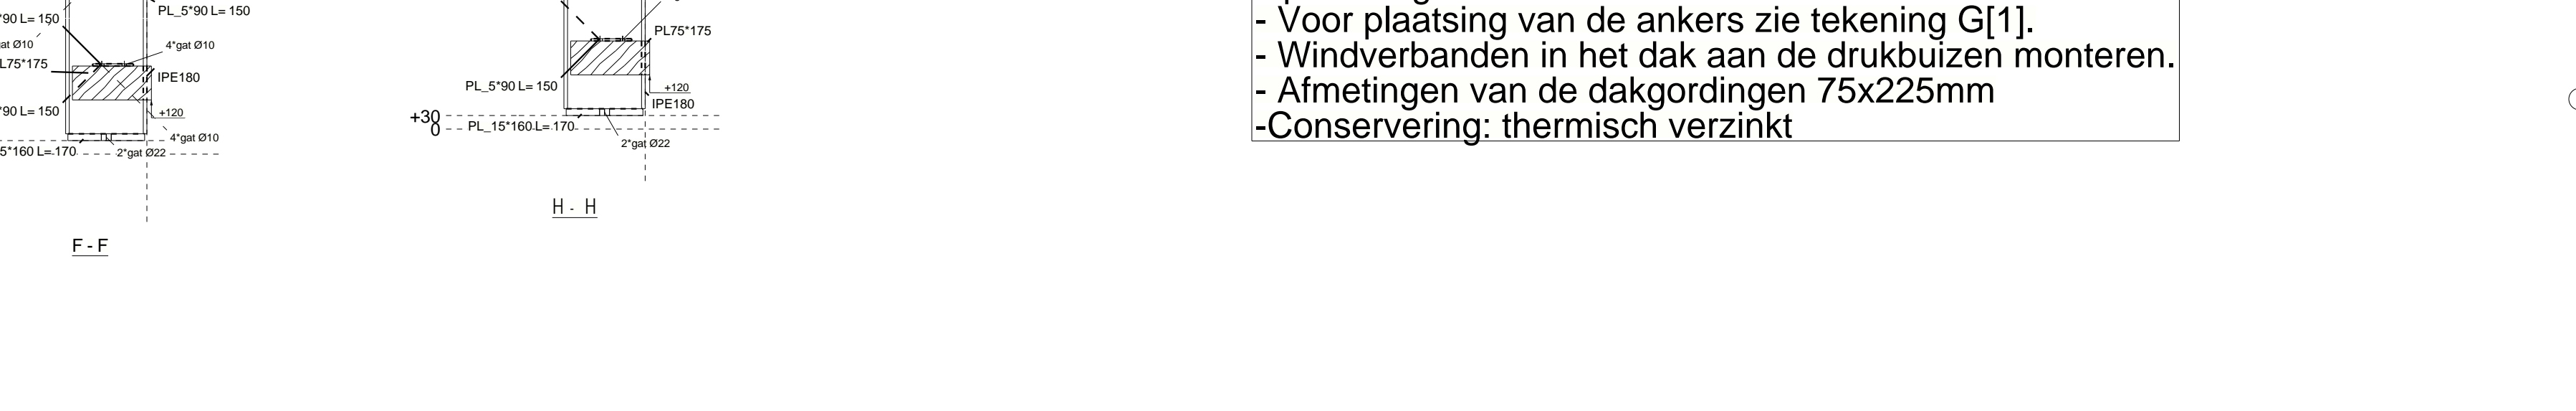 *90 L= 150
PL_5*90 L= 150
at Ø10
4*gat Ø10
L75*175
IPE180
*90 L= 150
+120
4*gat Ø10
5*160 L= 170
2*gat Ø22
F - F
PL75*175
PL_5*90 L= 150
+120
IPE180
+30
0
PL_15*160 L= 170
2*gat Ø22
H - H
- Voor plaatsing van de ankers zie tekening G[1].
- Windverbanden in het dak aan de drukbuizen monteren.
- Afmetingen van de dakgordingen 75x225mm
-Conservering: thermisch verzinkt